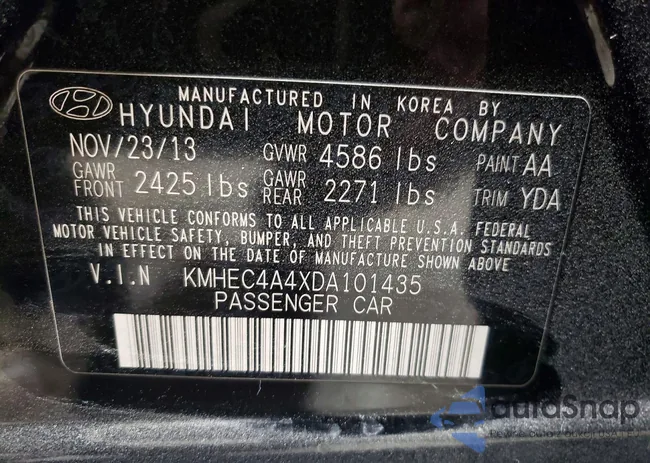 MANUFACTURED IN KOREA BY
HYUNDAI MOTOR COMPANY
NOV/23/13 GVWR 4586 lbs PAINT AA
GAWR FRONT 2425 lbs GAWR REAR 2271 lbs TRIM YDA
THIS VEHICLE CONFORMS TO ALL APPLICABLE U.S.A. FEDERAL
MOTOR VEHICLE SAFETY, BUMPER, AND THEFT PREVENTION STANDARDS
IN EFFECT ON THE DATE OF MANUFACTURE SHOWN ABOVE
V.I.N KMHEC4A4XDA101435
PASSENGER CAR
AutoSnap